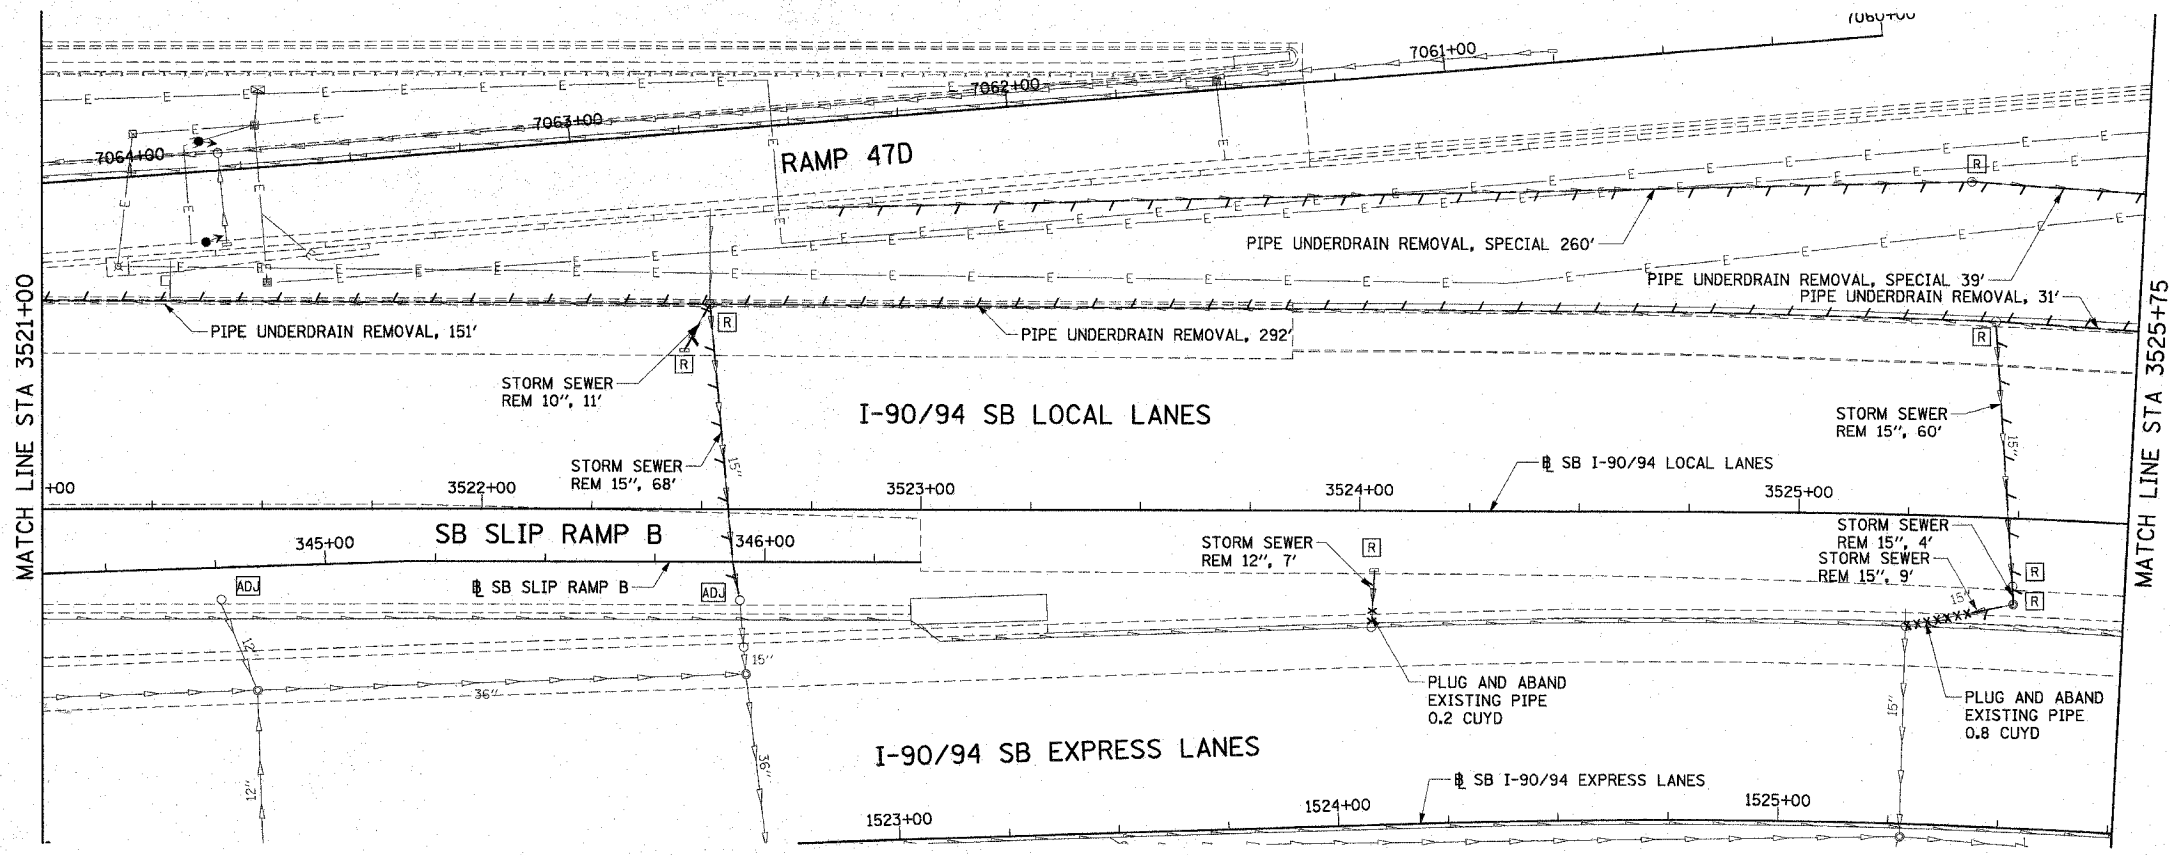 7060+00
7061+00
7062+00
7063+00
7064+00
RAMP 47D
R
PIPE UNDERDRAIN REMOVAL, SPECIAL 260'
PIPE UNDERDRAIN REMOVAL, SPECIAL 39'
PIPE UNDERDRAIN REMOVAL, 31'
PIPE UNDERDRAIN REMOVAL, 151'
R
PIPE UNDERDRAIN REMOVAL, 292'
R
R
MATCH LINE STA 3521+00
MATCH LINE STA 3525+75
STORM SEWER
REM 10", 11'
I-90/94 SB LOCAL LANES
STORM SEWER
REM 15", 60'
15"
STORM SEWER
REM 15", 68'
15"
℄ SB I-90/94 LOCAL LANES
+00
3522+00
3523+00
3524+00
3525+00
SB SLIP RAMP B
345+00
346+00
STORM SEWER
REM 12", 7'
R
STORM SEWER
REM 15", 4'
STORM SEWER
REM 15", 9'
R
R
15"
ADJ
℄ SB SLIP RAMP B
ADJ
12"
15"
36"
PLUG AND ABAND
EXISTING PIPE
0.2 CUYD
15"
PLUG AND ABAND
EXISTING PIPE
0.8 CUYD
12"
36"
I-90/94 SB EXPRESS LANES
℄ SB I-90/94 EXPRESS LANES
1523+00
1524+00
1525+00